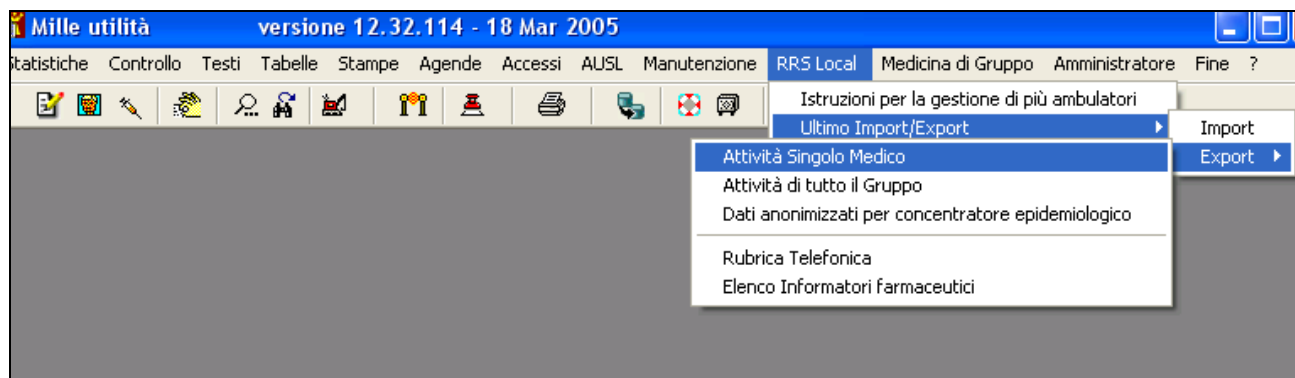 Mille utilità versione 12.32.114 - 18 Mar 2005
Statistiche Controllo Testi Tabelle Stampe Agende Accessi AUSL Manutenzione RRS Local Medicina di Gruppo Amministratore Fine ?
Istruzioni per la gestione di più ambulatori
Ultimo Import/Export
Import
Export
Attività Singolo Medico
Attività di tutto il Gruppo
Dati anonimizzati per concentratore epidemiologico
Rubrica Telefonica
Elenco Informatori farmaceutici